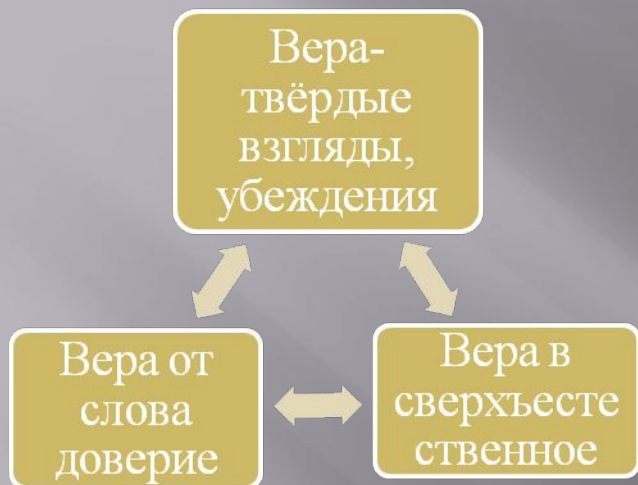 Вера-
твёрдые
взгляды,
убеждения
Вера от
слова
доверие
Вера в
сверхъесте
ственное